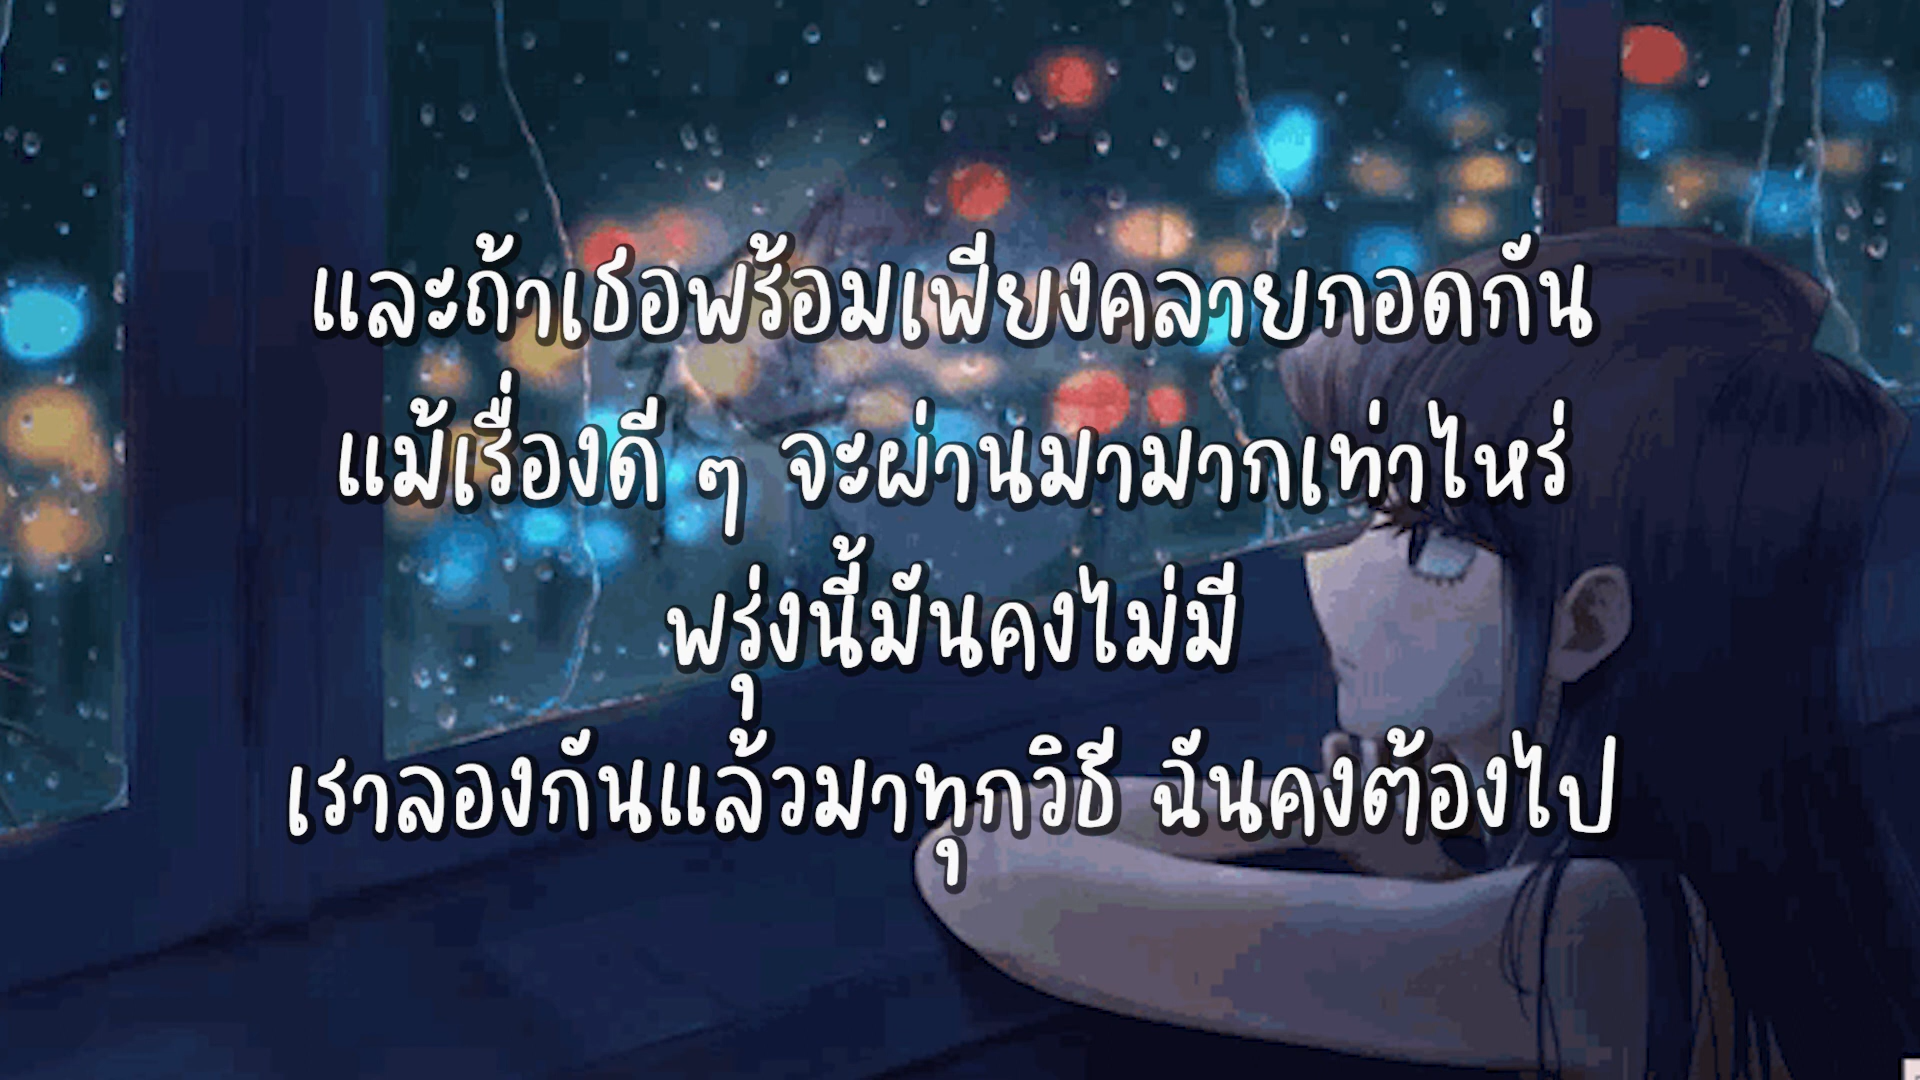 และถ้าเธอพร้อมเพียงคลายกอดกัน
แม้เรื่องดี ๆ จะผ่านมามากเท่าไหร่
พรุ่งนี้มันคงไม่มี
เราลองกันแล้วมาทุกวิธี ฉันคงต้องไป